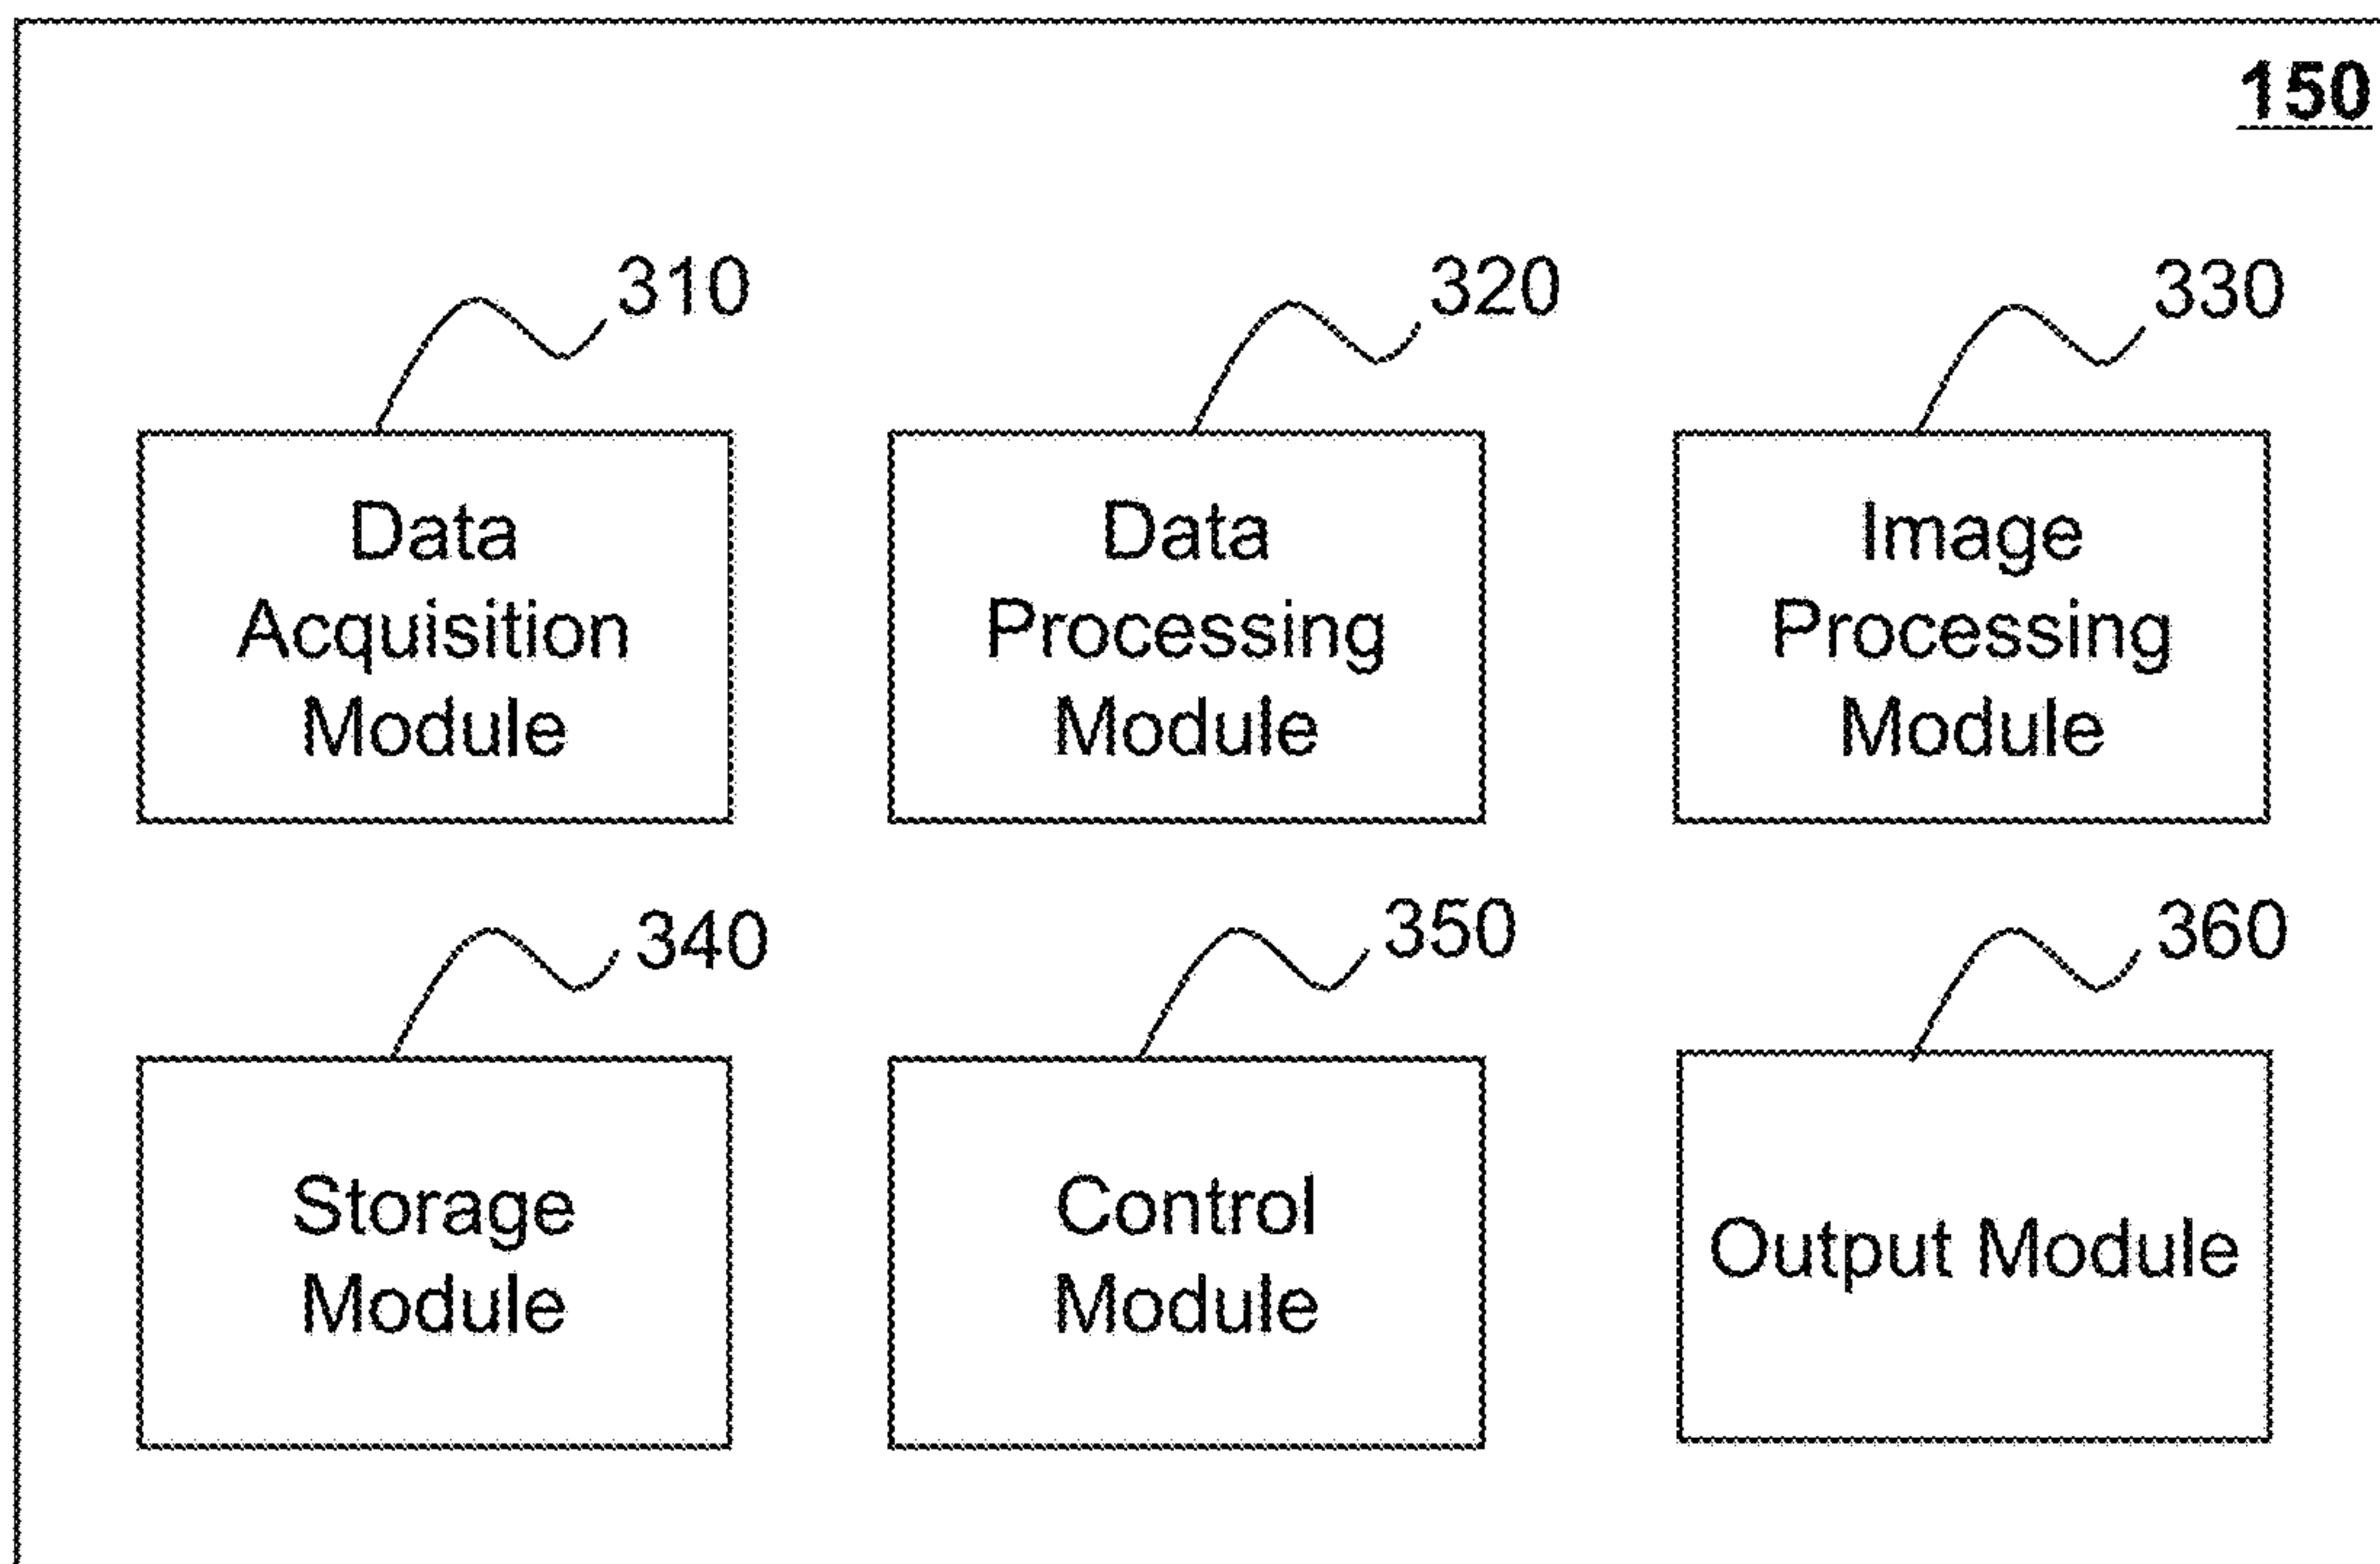 150
310
320
330
Data
Acquisition
Module
Data
Processing
Module
Image
Processing
Module
340
350
360
Storage
Module
Control
Module
Output Module